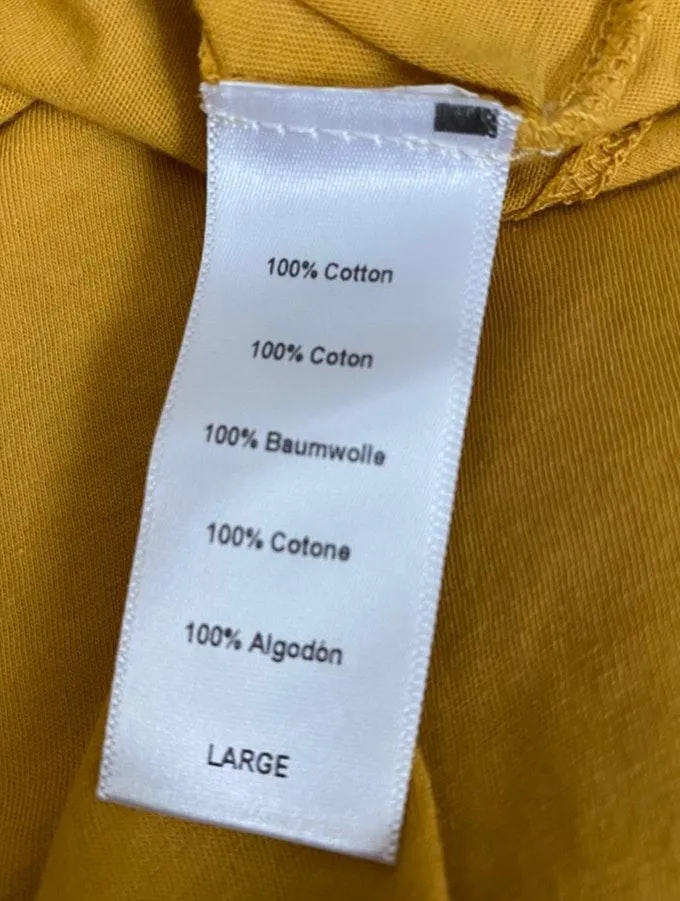 100% Cotton
100% Coton
100% Baumwolle
100% Cotone
100% Algodón
LARGE